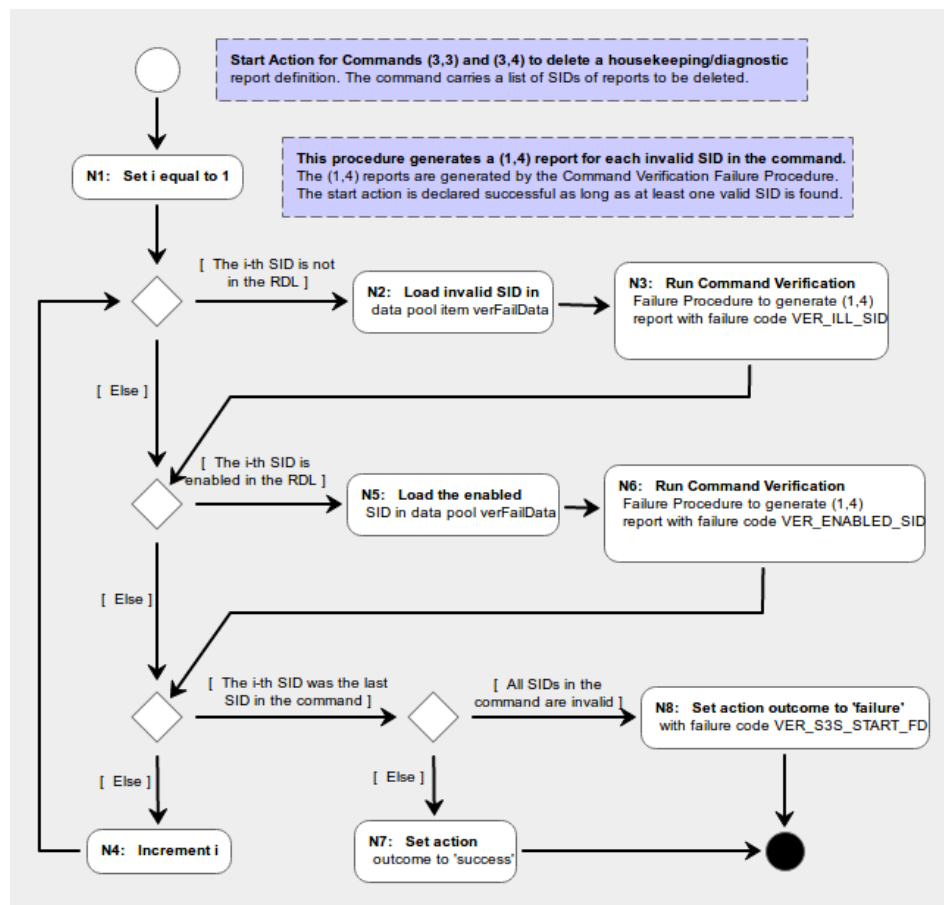 Start Action for Commands (3,3) and (3,4) to delete a housekeeping/diagnostic
report definition. The command carries a list of SIDs of reports to be deleted.
This procedure generates a (1,4) report for each invalid SID in the command.
The (1,4) reports are generated by the Command Verification Failure Procedure.
The start action is declared successful as long as at least one valid SID is found.
N1: Set i equal to 1
[ The i-th SID is not
in the RDL ]
N2: Load invalid SID in
data pool item verFailData
N3: Run Command Verification
Failure Procedure to generate (1,4)
report with failure code VER_ILL_SID
[ Else ]
[ The i-th SID is
enabled in the RDL ]
N5: Load the enabled
SID in data pool verFailData
N6: Run Command Verification
Failure Procedure to generate (1,4)
report with failure code VER_ENABLED_SID
[ Else ]
[ The i-th SID was the last
SID in the command ]
[ All SIDs in the
command are invalid ]
N8: Set action outcome to 'failure'
with failure code VER_S3S_START_FD
[ Else ]
[ Else ]
N4: Increment i
N7: Set action
outcome to 'success'